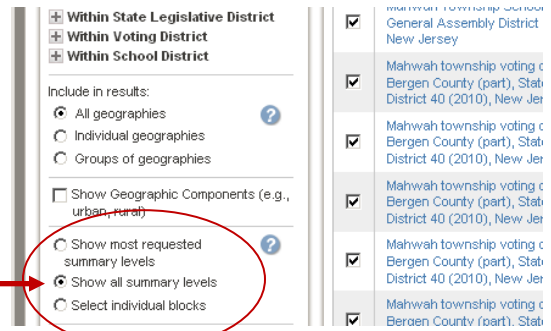 Within State Legislative District
Within Voting District
Within School District
Include in results:
All geographies
Individual geographies
Groups of geographies
Show Geographic Components (e.g.,
urban, rural)
Show most requested
summary levels
Show all summary levels
Select individual blocks
Mahwah township School
General Assembly District
New Jersey
Mahwah township voting
Bergen County (part), State
District 40 (2010), New Jer
Mahwah township voting
Bergen County (part), State
District 40 (2010), New Jer
Mahwah township voting
Bergen County (part), State
District 40 (2010), New Jer
Mahwah township voting
Bergen County (part), State
District 40 (2010), New Jer
Mahwah township voting
Bergen County (part), State